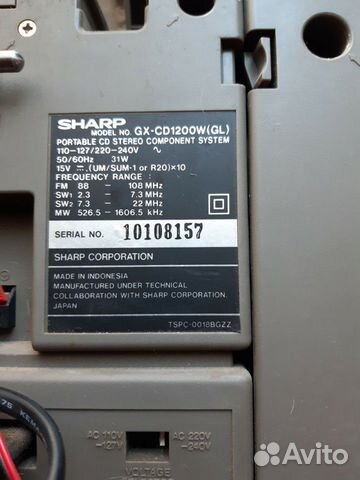 SHARP
MODEL NO. GX-CD1200W(GL)
PORTABLE CD STEREO COMPONENT SYSTEM
110-127/220-240V ∼
50/60Hz 31W
15V ⎓ (UM/SUM-1 or R20)×10
FREQUENCY RANGE:
FM 88 — 108 MHz
SW1 2.3 — 7.3 MHz
SW2 7.3 — 22 MHz
MW 526.5 — 1606.5 kHz
SERIAL NO. 10108157
SHARP CORPORATION
MADE IN INDONESIA
MANUFACTURED UNDER TECHNICAL
COLLABORATION WITH SHARP CORPORATION.
JAPAN
TSPC-0018BGZZ
AC 110V
-127V
AC 220V
-240V
VOLTAGE
Avito